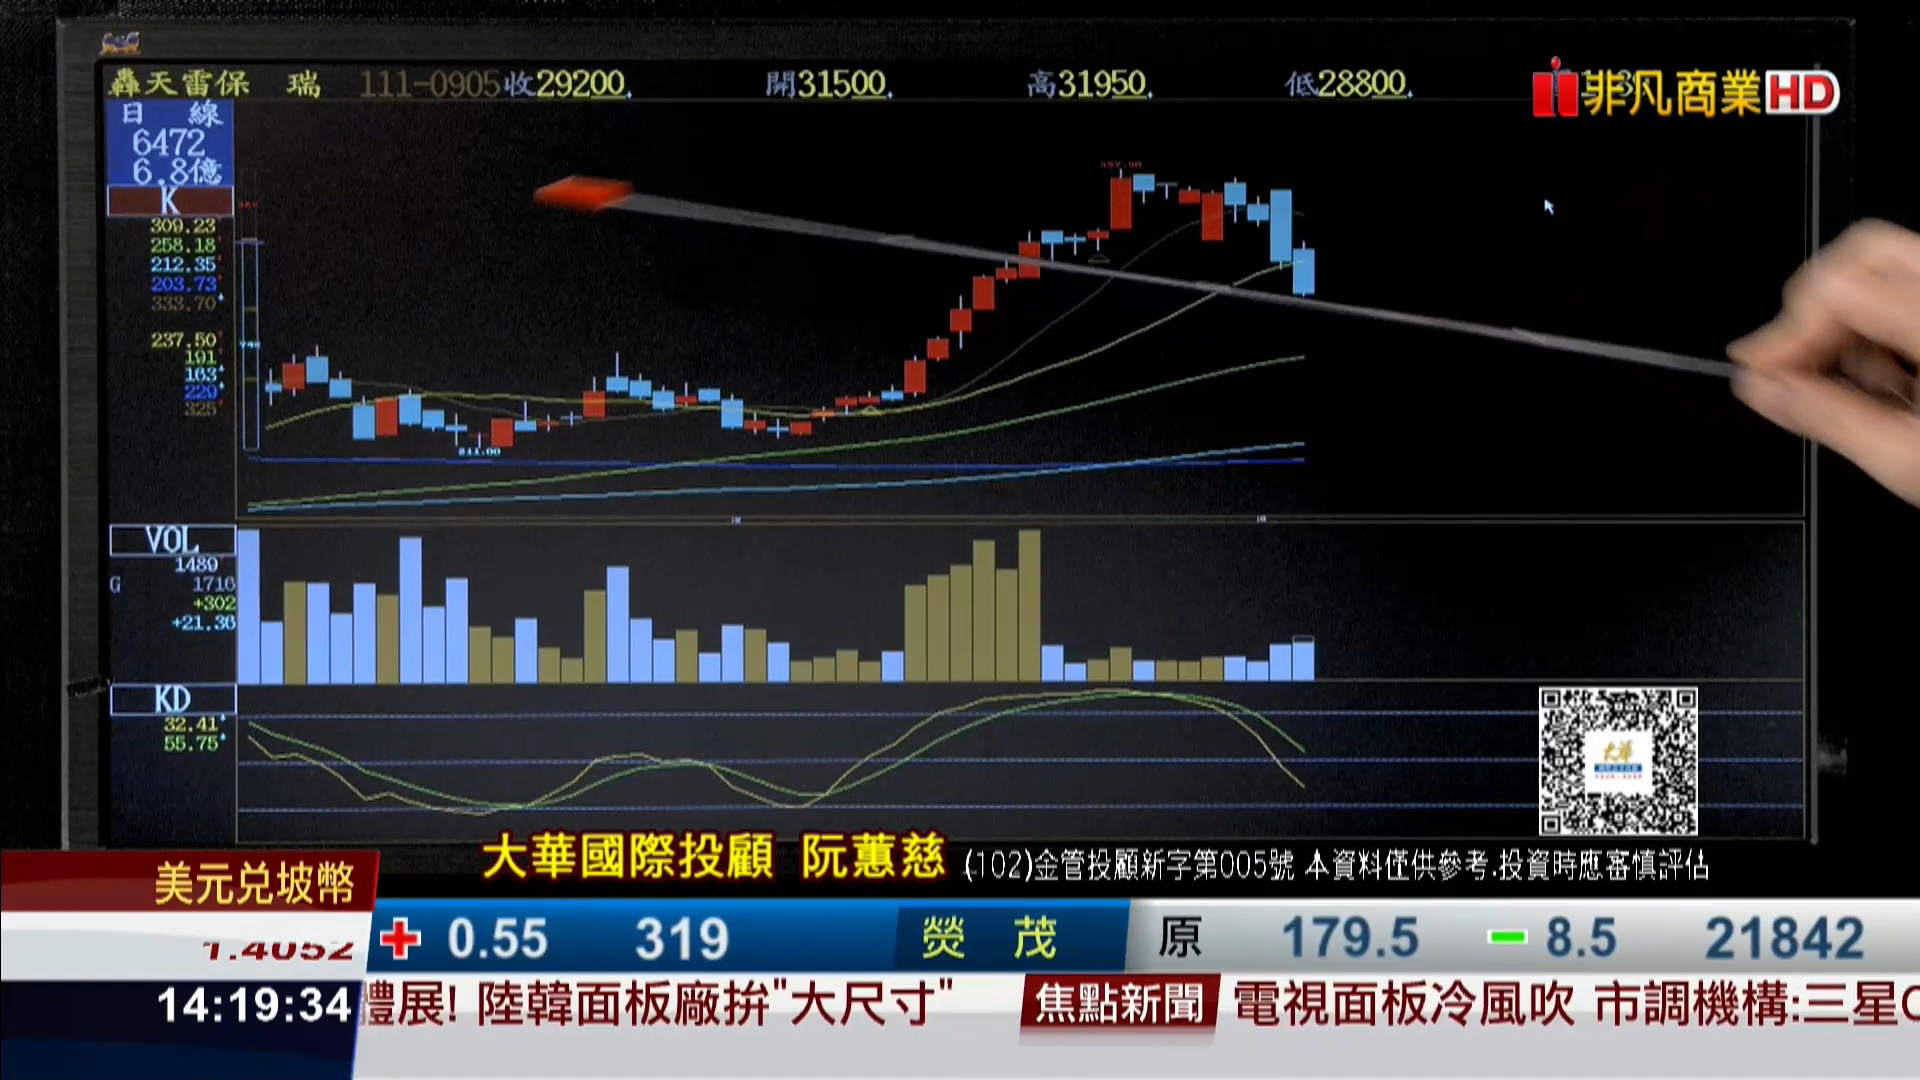 轟天雷保 瑞 111-0905收29200. 開31500. 高31950. 低28800.
非凡商業HD
日 線
6472
6.8億
K
309.23
258.18
212.35
203.73
333.70
237.50
191
163
229
325
211.00
VOL
1480
G 1716
+302
+21.36
KD
32.41
55.75
大華
大華國際投顧 阮蕙慈 (102)金管投顧新字第005號 本資料僅供參考.投資時應審慎評估
美元兌坡幣
1.4052
0.55 319 熒 茂 原 179.5 8.5 21842
14:19:34
體展! 陸韓面板廠拚"大尺寸" 焦點新聞 電視面板冷風吹 市調機構:三星